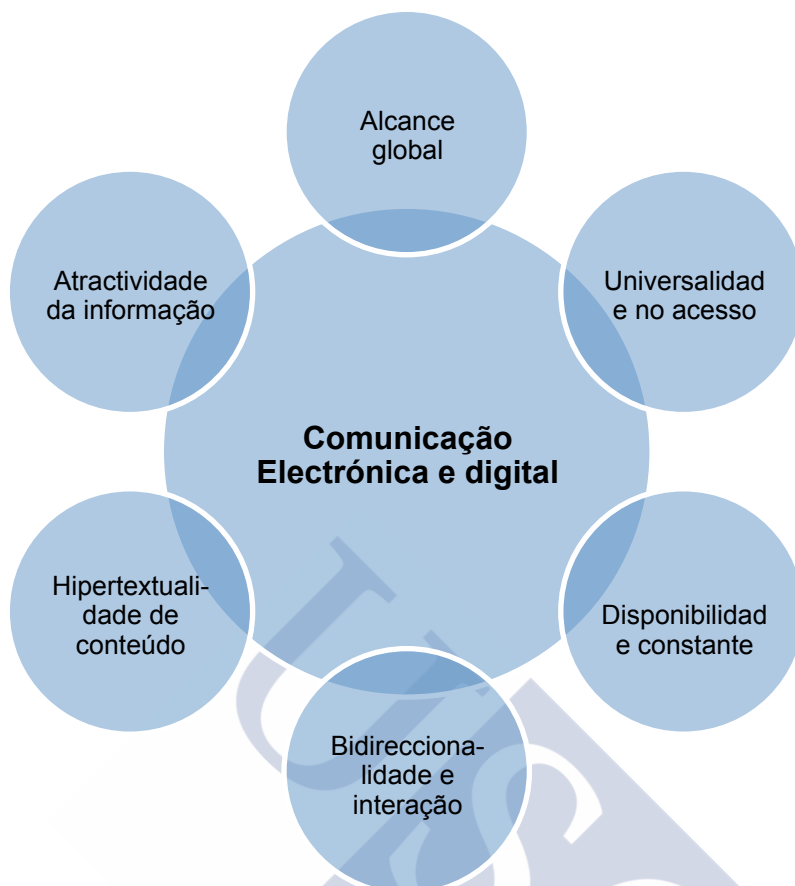 Alcance
global
Atractividade
da informação
Universalidad
e no acesso
Comunicação
Electrónica e digital
Hipertextuali-
dade de
conteúdo
Disponibilidad
e constante
Bidirecciona-
lidade e
interação